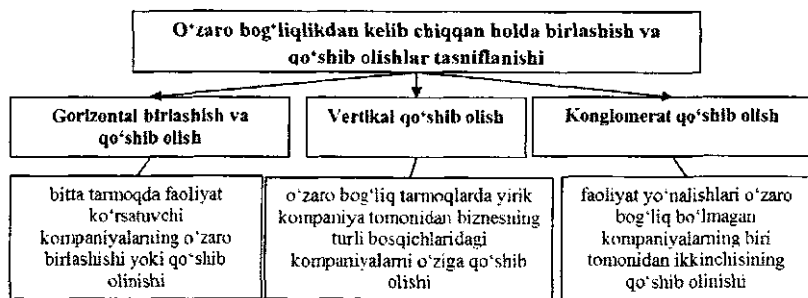 O‘zaro bog‘liqlikdan kelib chiqqan holda birlashish va
qo‘shib olishlar tasniflanishi
Gorizontal birlashish va
qo‘shib olish
Vertikal qo‘shib olish
Konglomerat qo‘shib olish
bitta tarmoqda faoliyat
ko‘rsatuvchi
kompaniyalarning o‘zaro
birlashishi yoki qo‘shib
olinishi
o‘zaro bog‘liq tarmoqlarda yirik
kompaniya tomonidan biznesning
turli bosqichlaridagi
kompaniyalarni o‘ziga qo‘shib
olishi
faoliyat yo‘nalishlari o‘zaro
bog‘liq bo‘lmagan
kompaniyalarning biri
tomonidan ikkinchisining
qo‘shib olinishi